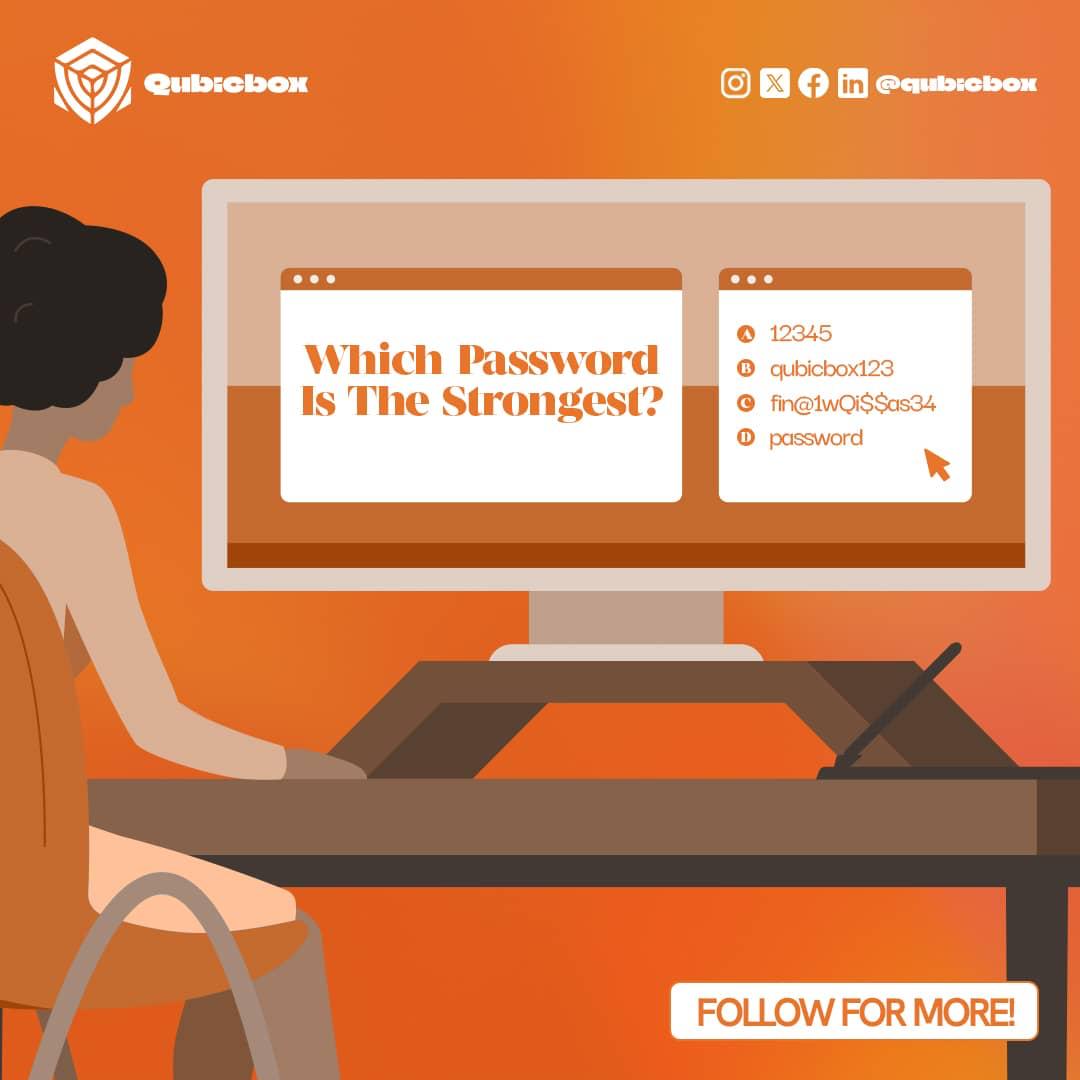 Qubicbox
@qubicbox
Which Password
Is The Strongest?
A 12345
B qubicbox123
C fin@1wQi$$as34
D password
FOLLOW FOR MORE!